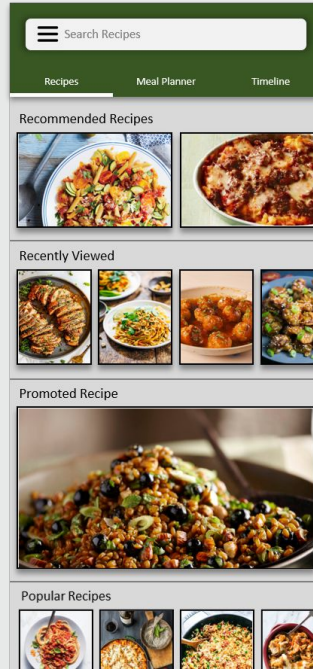 Search Recipes
Recipes Meal Planner Timeline
Recommended Recipes
Recently Viewed
Promoted Recipe
Popular Recipes